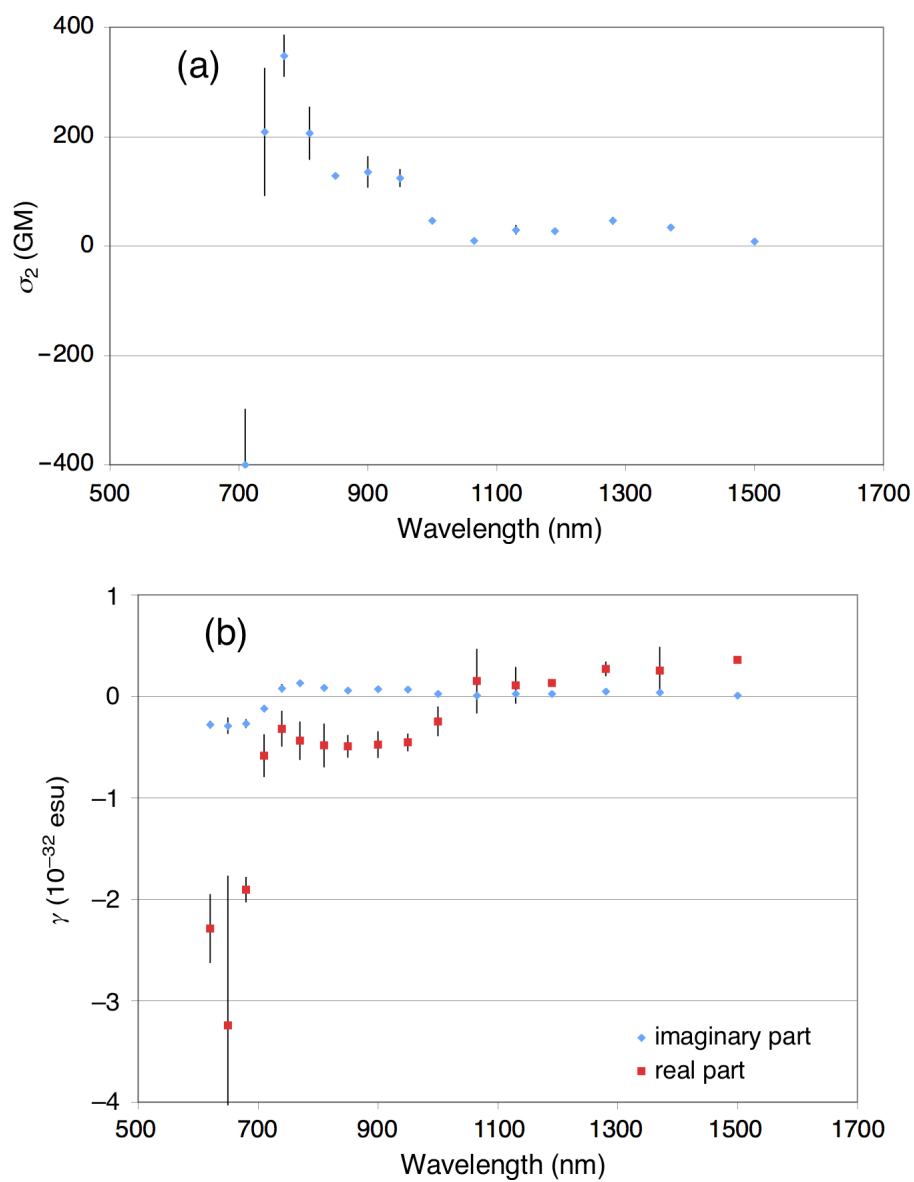 400
(a)
200
0
−200
−400
σ₂ (GM)
500 700 900 1100 1300 1500 1700
Wavelength (nm)
1
(b)
0
−1
−2
−3
−4
γ (10⁻³² esu)
imaginary part
real part
500 700 900 1100 1300 1500 1700
Wavelength (nm)